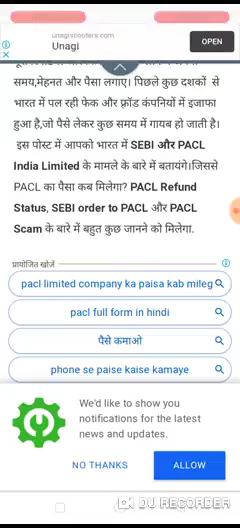 unagiscooters.com
Unagi
OPEN
समय,मेहनत और पैसा लगाए। पिछले कुछ दशकों से
भारत में पल रही फेक और फ्रॉड कंपनियों में इजाफा
हुआ है,जो पैसे लेकर कुछ समय में गायब हो जाती है।
इस पोस्ट में आपको भारत में SEBI और PACL
India Limited के मामले के बारे में बतायंगे।जिससे
PACL का पैसा कब मिलेगा? PACL Refund
Status, SEBI order to PACL और PACL
Scam के बारे में बहुत कुछ जानने को मिलेगा.
प्रायोजित खोजें
pacl limited company ka paisa kab mileg
pacl full form in hindi
पैसे कमाओ
phone se paise kaise kamaye
We'd like to show you
notifications for the latest
news and updates.
NO THANKS
ALLOW
DU RECORDER